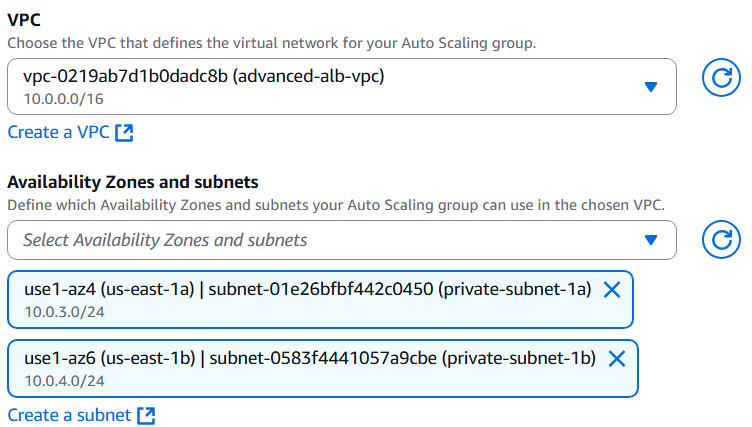 VPC
Choose the VPC that defines the virtual network for your Auto Scaling group.
vpc-0219ab7d1b0dadc8b (advanced-alb-vpc)
10.0.0.0/16
Create a VPC
Availability Zones and subnets
Define which Availability Zones and subnets your Auto Scaling group can use in the chosen VPC.
Select Availability Zones and subnets
use1-az4 (us-east-1a) | subnet-01e26bfbf442c0450 (private-subnet-1a)
10.0.3.0/24
use1-az6 (us-east-1b) | subnet-0583f4441057a9cbe (private-subnet-1b)
10.0.4.0/24
Create a subnet